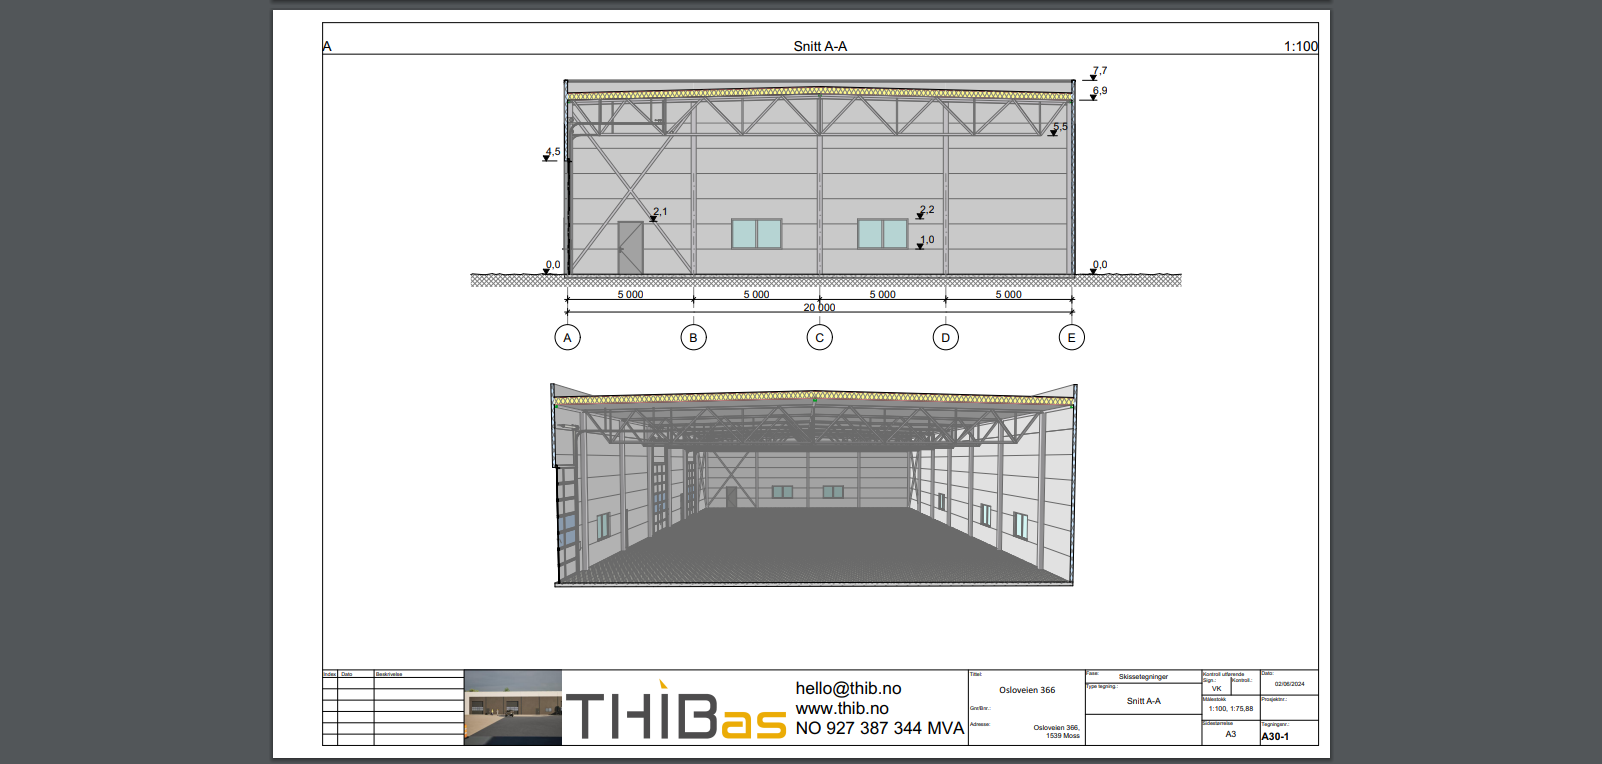 A
Snitt A-A
1:100
7,7
6,9
5,5
4,5
2,1
2,2
1,0
0,0
0,0
5 000
5 000
5 000
5 000
20 000
A
B
C
D
E
Index
Dato
Beskrivelse
THIBas
hello@thib.no
www.thib.no
NO 927 387 344 MVA
Tittel:
Osloveien 366
Gnr/Bnr.:
Adresse:
Osloveien 366,
1539 Moss
Fase:
Skissetegninger
Type tegning.:
Snitt A-A
Kontroll utførende
Sign.:
VK
Kontroll.:
Målestokk
1:100, 1:75,88
Sidestørrelse
A3
Dato:
02/06/2024
Prosjektnr.:
Tegningsnr.:
A30-1